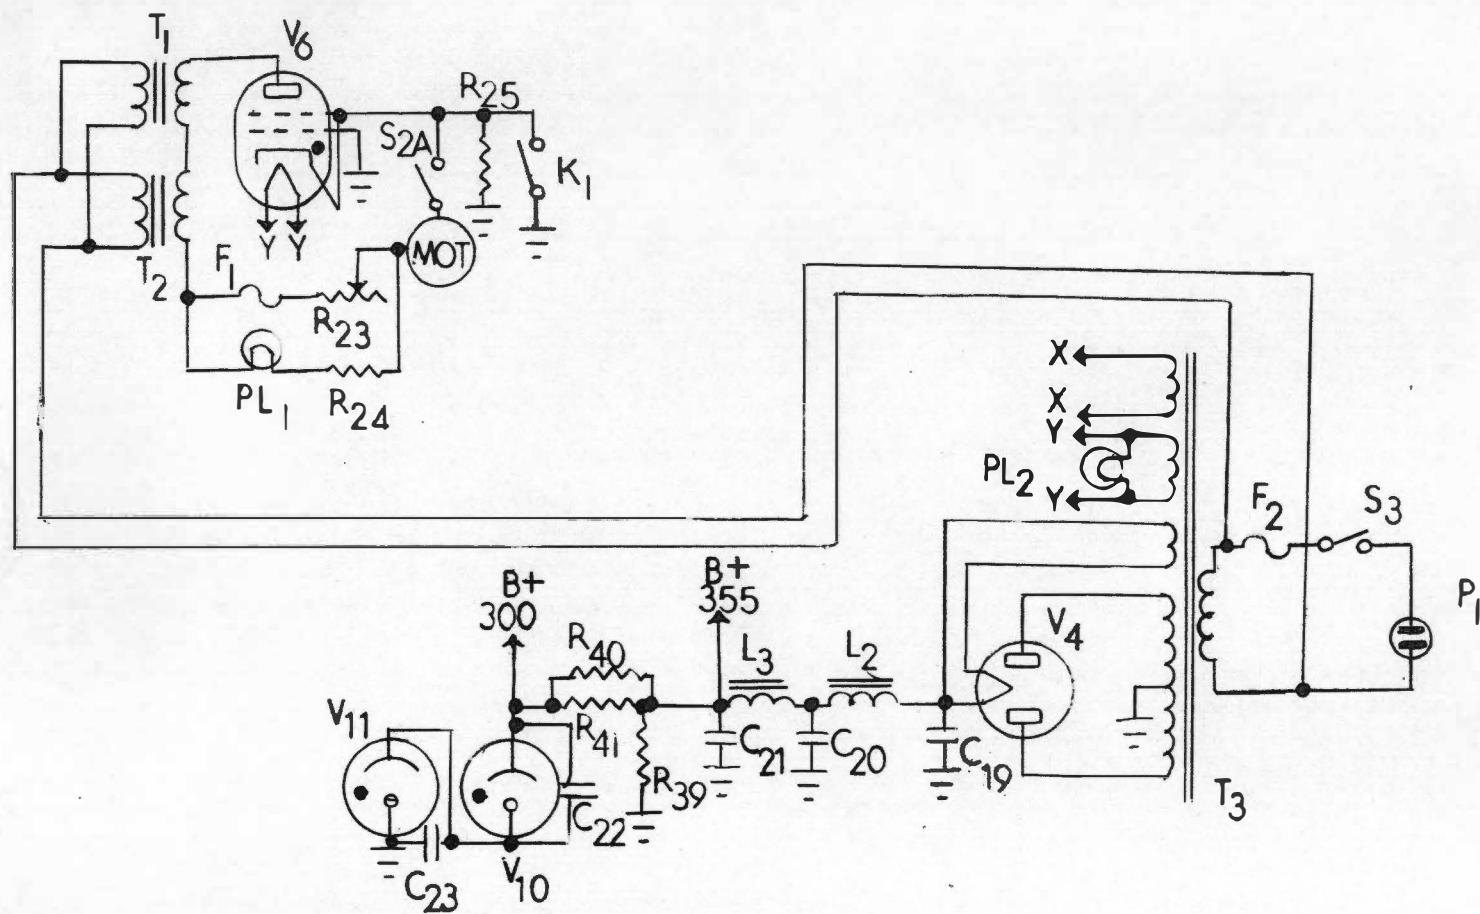 T1
V6
R25
S2A
K1
Y Y
MOT
T2
F1
R23
PL1
R24
X
X
Y
PL2
Y
F2
S3
B+
300
B+
355
P1
V4
R40
L3
L2
V11
R41
C21
C20
C19
R39
T3
C22
C23
V10